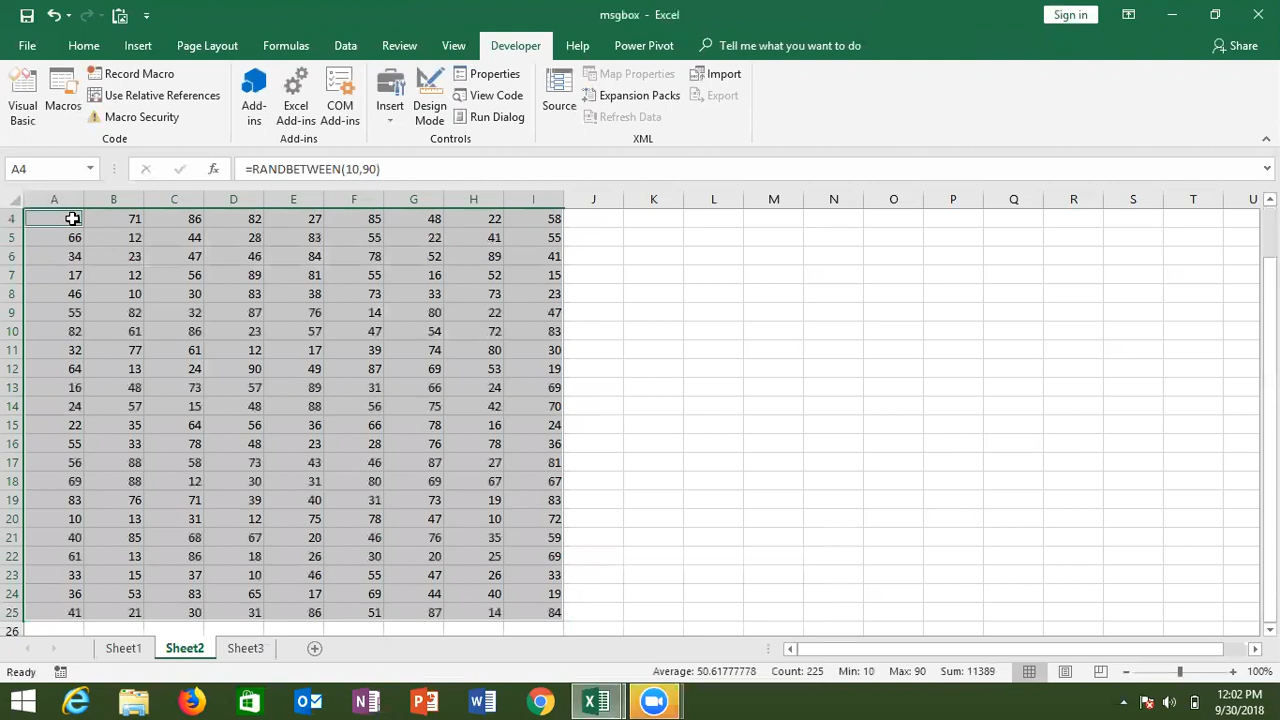 msgbox - Excel
Sign in
File Home Insert Page Layout Formulas Data Review View Developer Help Power Pivot Tell me what you want to do Share
Visual Basic
Macros
Record Macro
Use Relative References
Macro Security
Code
Add-ins
Excel Add-ins
COM Add-ins
Add-ins
Insert
Design Mode
Properties
View Code
Run Dialog
Controls
Source
Map Properties
Expansion Packs
Refresh Data
Import
Export
XML
A4 =RANDBETWEEN(10,90)
A B C D E F G H I J K L M N O P Q R S T U
4 71 86 82 27 85 48 22 58
5 66 12 44 28 83 55 22 41 55
6 34 23 47 46 84 78 52 89 41
7 17 12 56 89 81 55 16 52 15
8 46 10 30 83 38 73 33 73 23
9 55 82 32 87 76 14 80 22 47
10 82 61 86 23 57 47 54 72 83
11 32 77 61 12 17 39 74 80 30
12 64 13 24 90 49 87 69 53 19
13 16 48 73 57 89 31 66 24 69
14 24 57 15 48 88 56 75 42 70
15 22 35 64 56 36 66 78 16 24
16 55 33 78 48 23 28 76 78 36
17 56 88 58 73 43 46 87 27 81
18 69 88 12 30 31 80 69 67 67
19 83 76 71 39 40 31 73 19 83
20 10 13 31 12 75 78 47 10 72
21 40 85 68 67 20 46 76 35 59
22 61 13 86 18 26 30 20 25 69
23 33 15 37 10 46 55 47 26 33
24 36 53 83 65 17 69 44 40 19
25 41 21 30 31 86 51 87 14 84
26
Sheet1 Sheet2 Sheet3
Ready Average: 50.61777778 Count: 225 Min: 10 Max: 90 Sum: 11389 100%
12:02 PM
9/30/2018